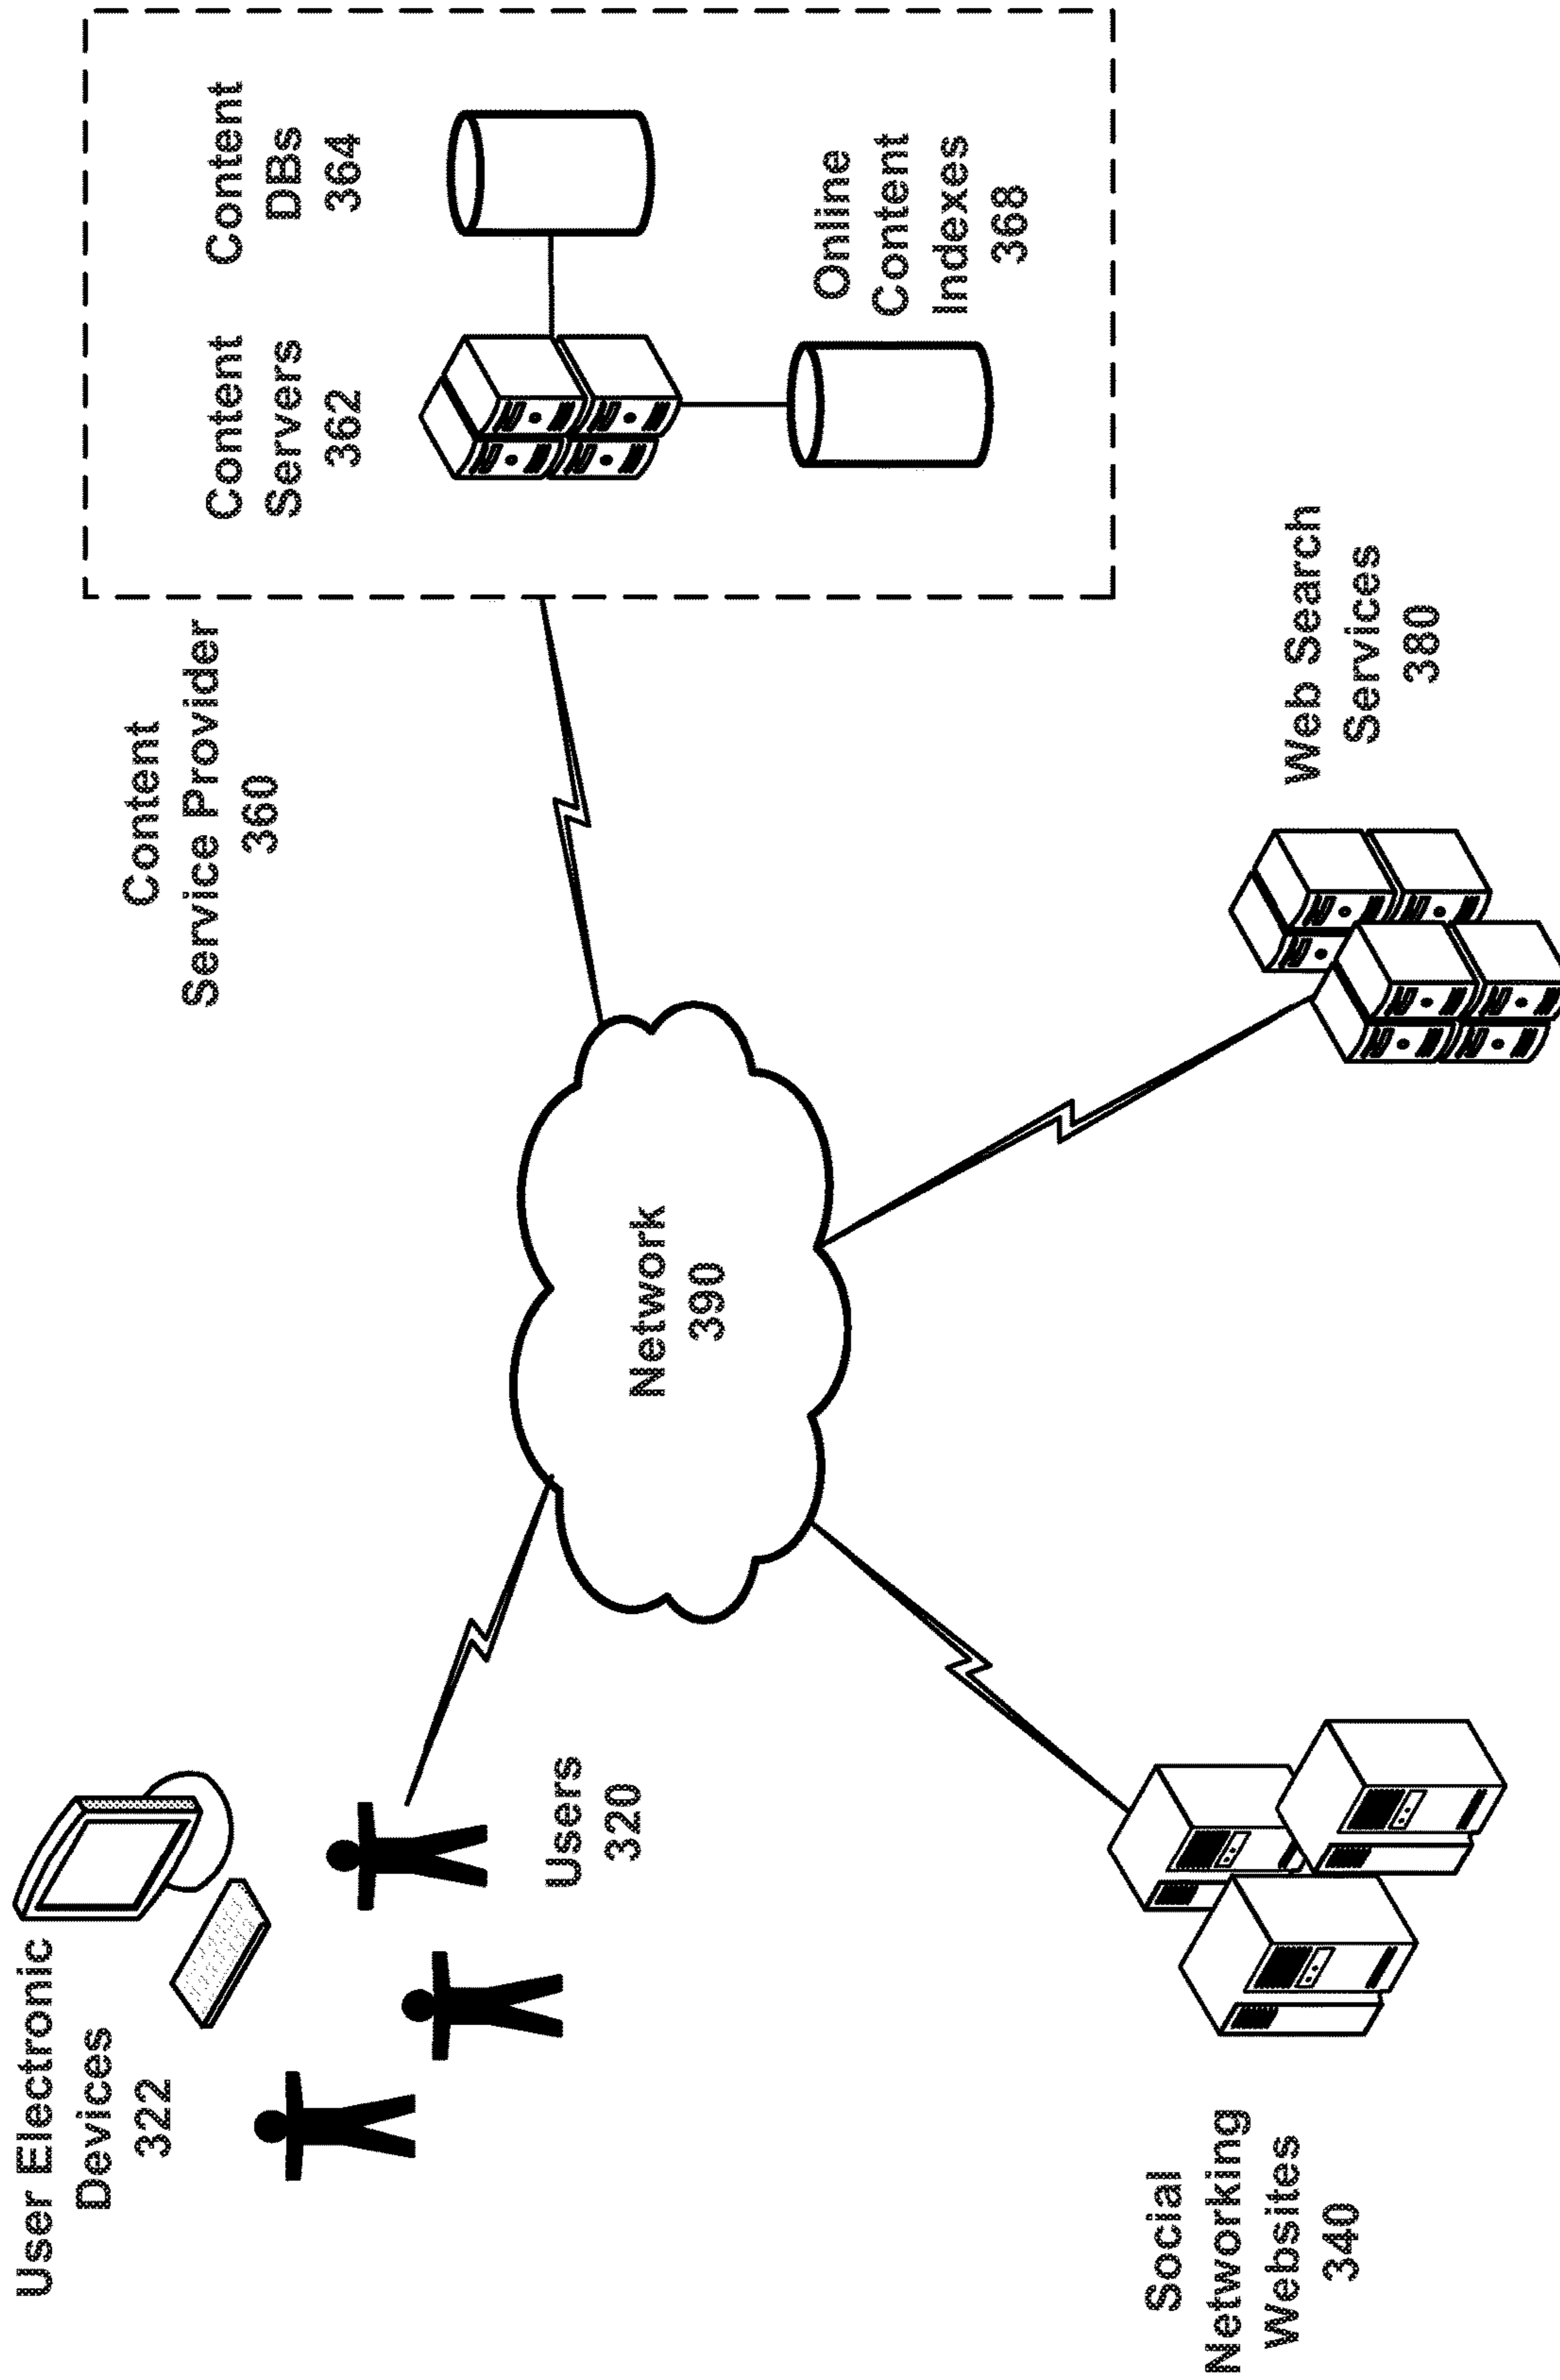 User Electronic
Devices
322
Users
320
Content
Service Provider
360
Content
Servers
362
Content
DBs
364
Online
Content
Indexes
368
Network
390
Social
Networking
Websites
340
Web Search
Services
380